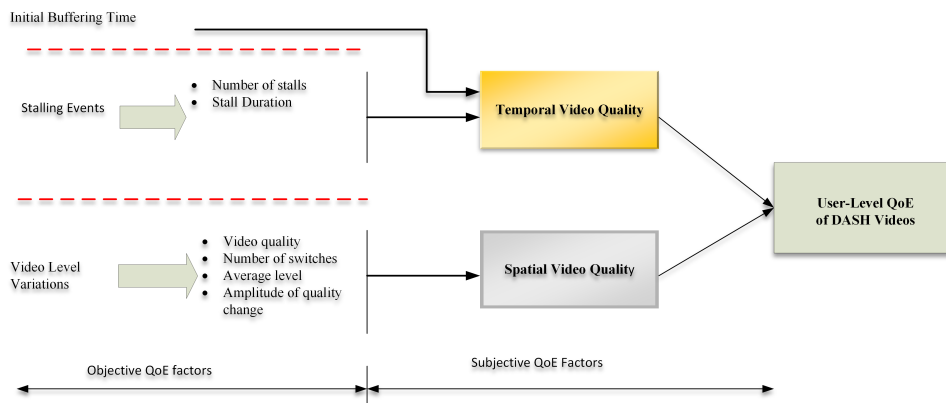 Initial Buffering Time
Stalling Events
• Number of stalls
• Stall Duration
Temporal Video Quality
Video Level
Variations
• Video quality
• Number of switches
• Average level
• Amplitude of quality
change
Spatial Video Quality
User-Level QoE
of DASH Videos
Objective QoE factors
Subjective QoE Factors